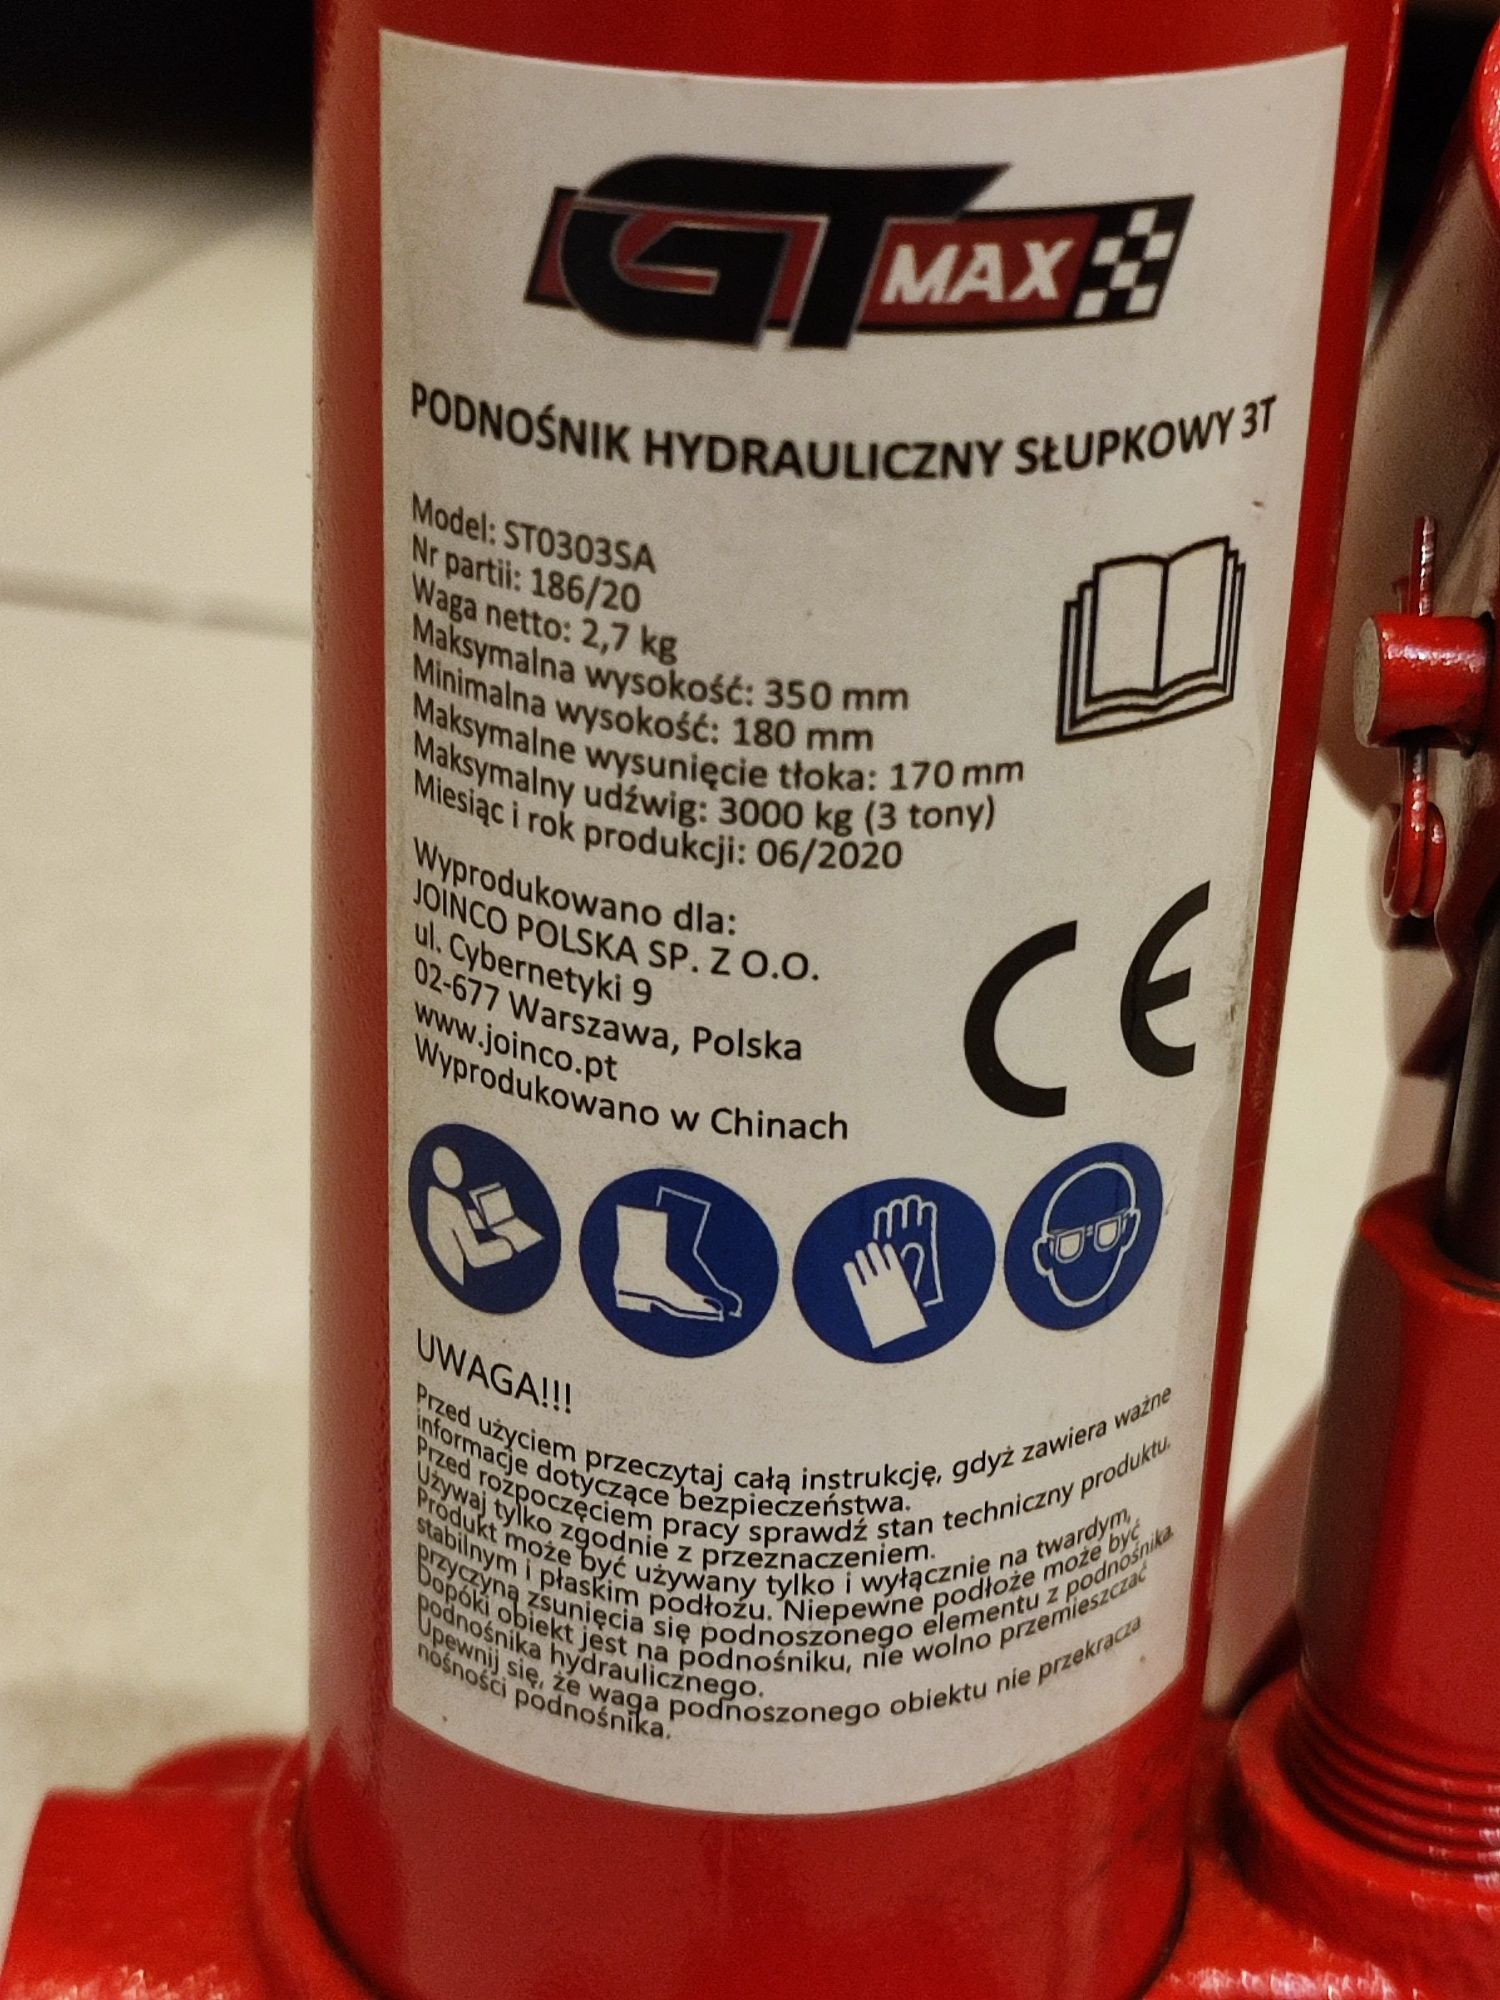 GT MAX
PODNOŚNIK HYDRAULICZNY SŁUPKOWY 3T
Model: ST0303SA
Nr partii: 186/20
Waga netto: 2,7 kg
Maksymalna wysokość: 350 mm
Minimalna wysokość: 180 mm
Maksymalne wysunięcie tłoka: 170 mm
Maksymalny udźwig: 3000 kg (3 tony)
Miesiąc i rok produkcji: 06/2020
Wyprodukowano dla:
JOINCO POLSKA SP. Z O.O.
ul. Cybernetyki 9
02-677 Warszawa, Polska
www.joinco.pt
Wyprodukowano w Chinach
CE
UWAGA!!!
Przed użyciem przeczytaj całą instrukcję, gdyż zawiera ważne
informacje dotyczące bezpieczeństwa.
Przed rozpoczęciem pracy sprawdź stan techniczny produktu.
Używaj tylko zgodnie z przeznaczeniem.
Produkt może być używany tylko i wyłącznie na twardym,
stabilnym i płaskim podłożu. Niepewne podłoże może być
przyczyną zsunięcia się podnoszonego elementu z podnośnika.
Dopóki obiekt jest na podnośniku, nie wolno przemieszczać
podnośnika hydraulicznego.
Upewnij się, że waga podnoszonego obiektu nie przekracza
nośności podnośnika.